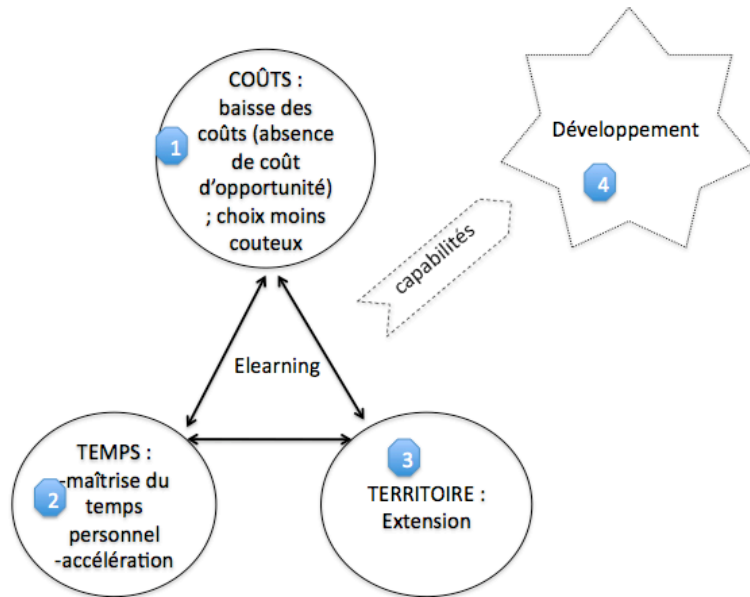 COÛTS :
baisse des
coûts (absence
de coût
d'opportunité)
; choix moins
couteux
1
Développement
4
capabilités
Elearning
TEMPS :
-maîtrise du
temps
personnel
-accélération
2
3
TERRITOIRE :
Extension